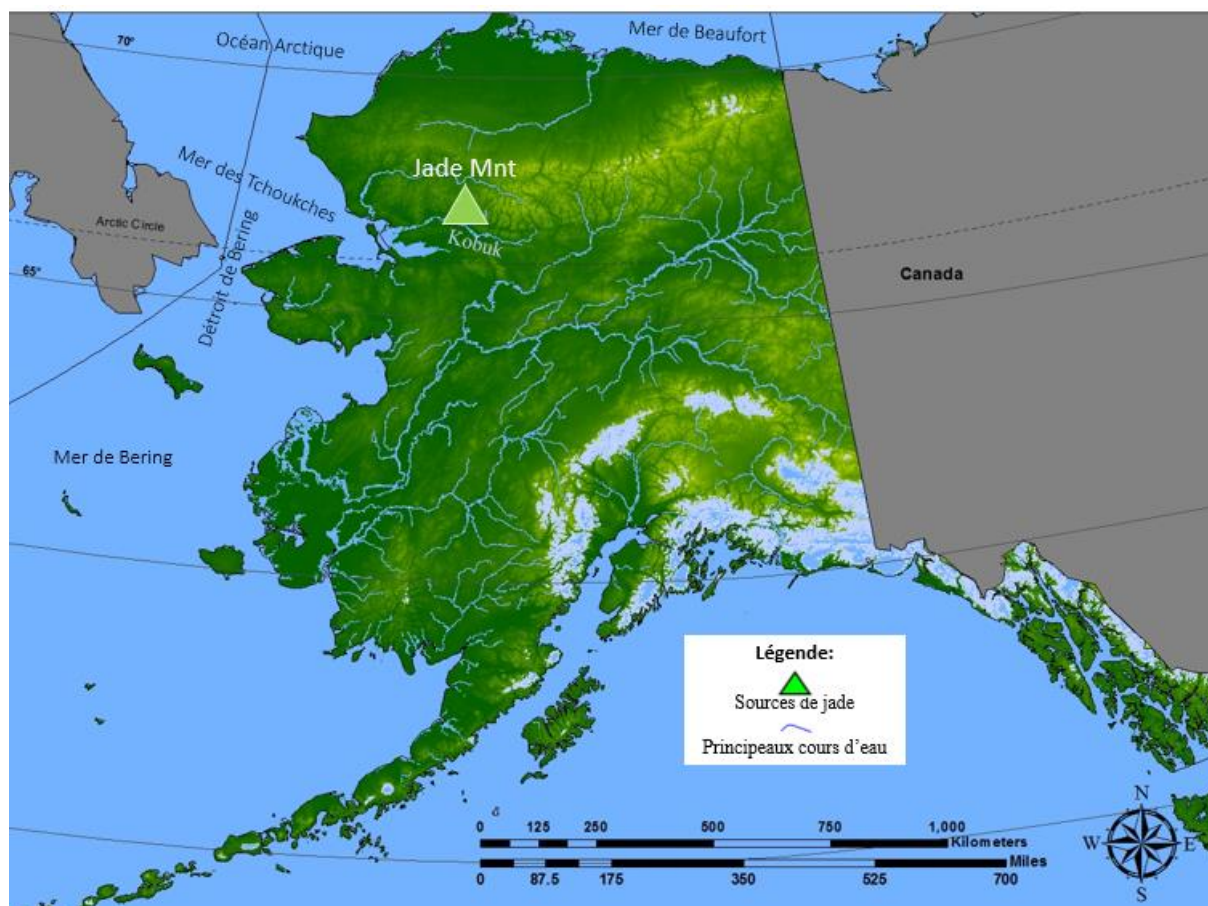 Océan Arctique
Mer de Beaufort
70°
Jade Mnt
Mer des Tchoukches
Arctic Circle
Kobuk
65°
Détroit de Bering
Canada
Mer de Bering
Légende:
Sources de jade
Principeaux cours d'eau
N
W
E
S
0 125 250 500 750 1,000
Kilometers
Miles
0 87.5 175 350 525 700